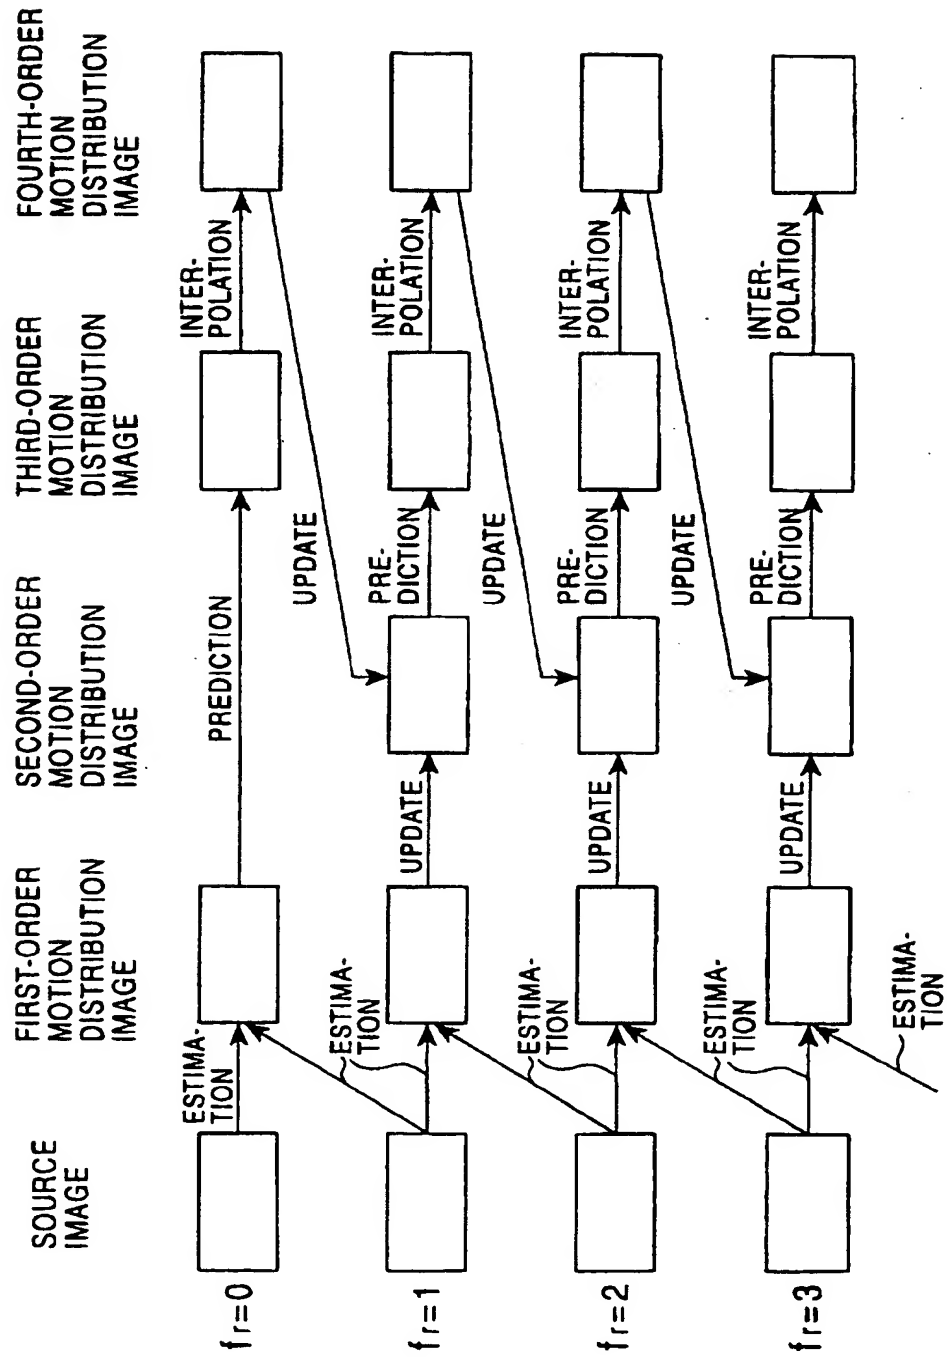 SOURCE
IMAGE
FIRST-ORDER
MOTION
DISTRIBUTION
IMAGE
SECOND-ORDER
MOTION
DISTRIBUTION
IMAGE
THIRD-ORDER
MOTION
DISTRIBUTION
IMAGE
FOURTH-ORDER
MOTION
DISTRIBUTION
IMAGE
fr=0
ESTIMA-
TION
PREDICTION
INTER-
POLATION
UPDATE
fr=1
ESTIMA-
TION
UPDATE
PRE-
DICTION
INTER-
POLATION
UPDATE
fr=2
ESTIMA-
TION
UPDATE
PRE-
DICTION
INTER-
POLATION
UPDATE
fr=3
ESTIMA-
TION
UPDATE
PRE-
DICTION
INTER-
POLATION
ESTIMA-
TION